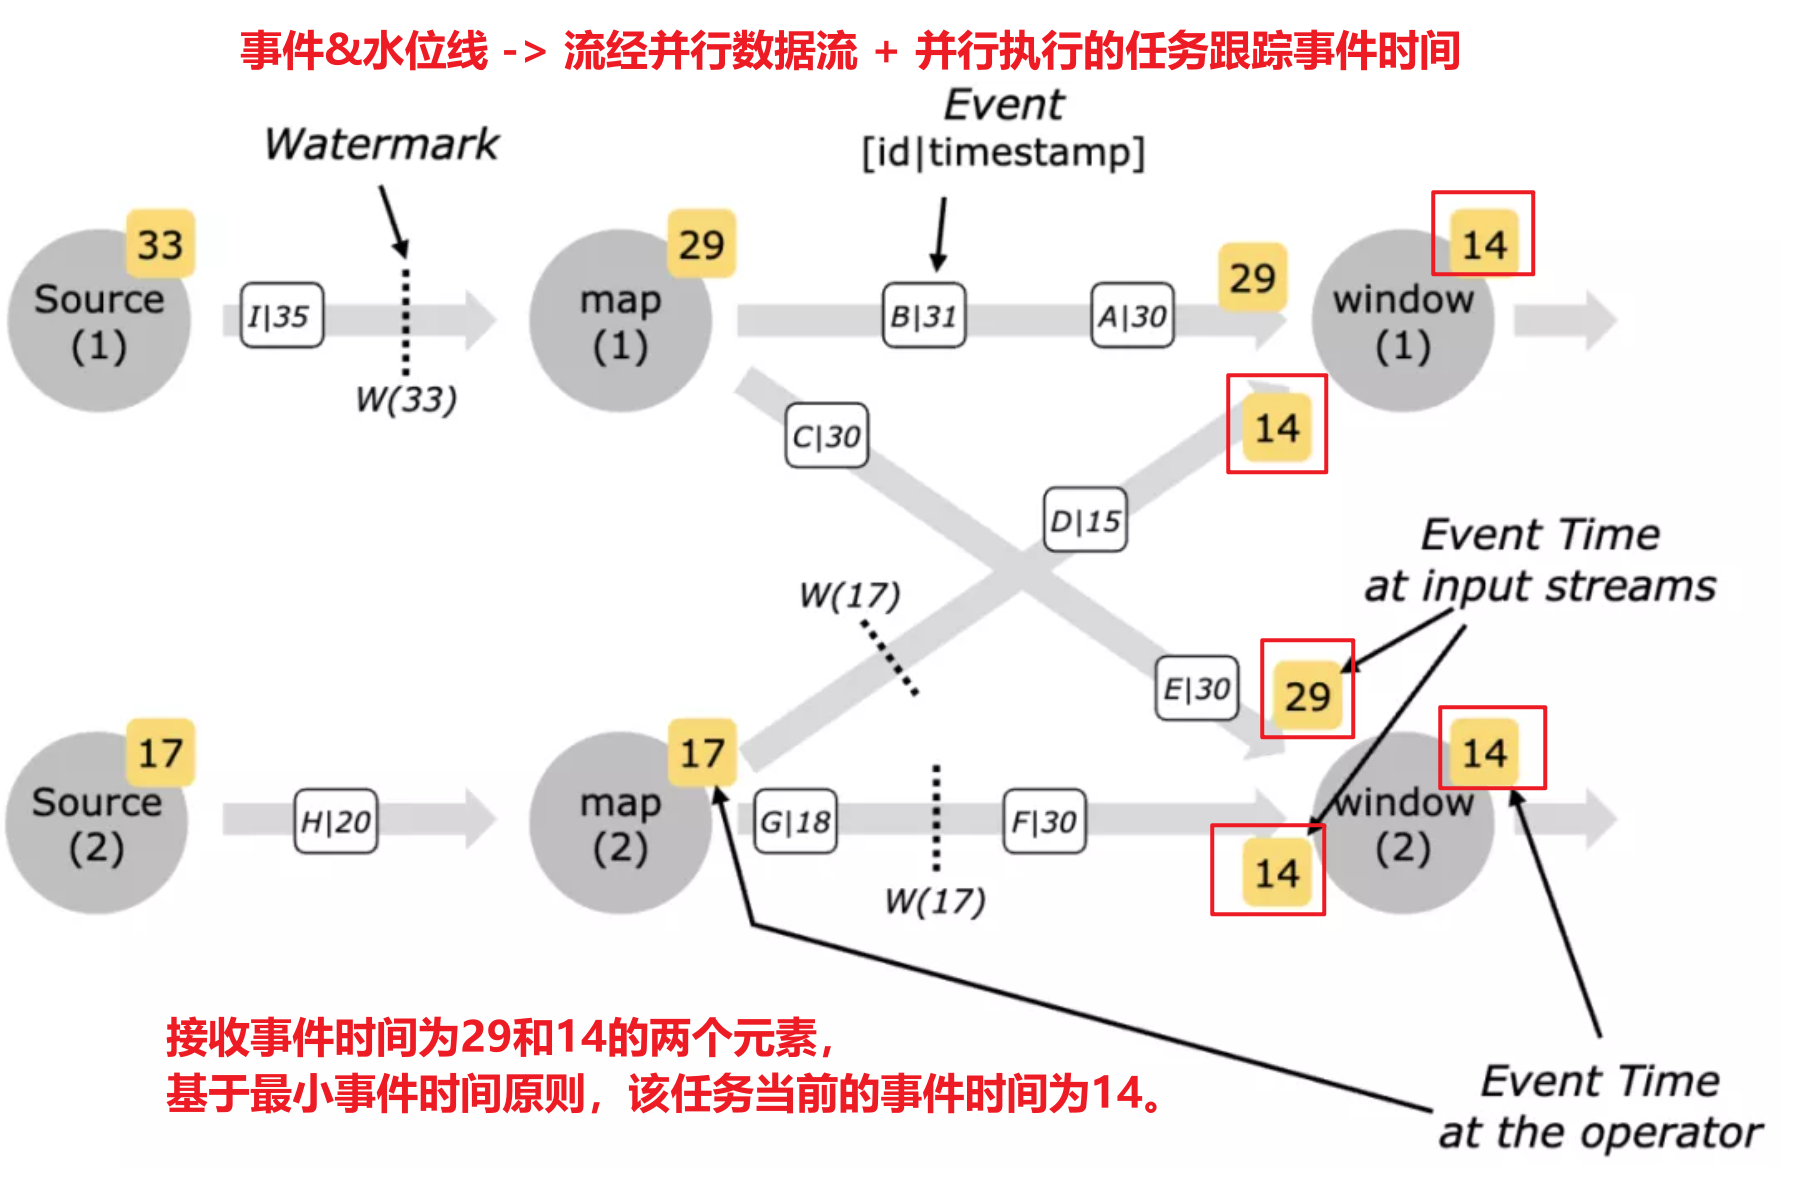 事件&水位线 -> 流经并行数据流 + 并行执行的任务跟踪事件时间
Watermark
Event
[id|timestamp]
33
Source
(1)
I|35
W(33)
29
map
(1)
B|31
A|30
29
14
window
(1)
C|30
14
D|15
W(17)
Event Time
at input streams
E|30
29
17
Source
(2)
H|20
17
map
(2)
G|18
F|30
W(17)
14
14
window
(2)
接收事件时间为29和14的两个元素，
基于最小事件时间原则，该任务当前的事件时间为14。
Event Time
at the operator